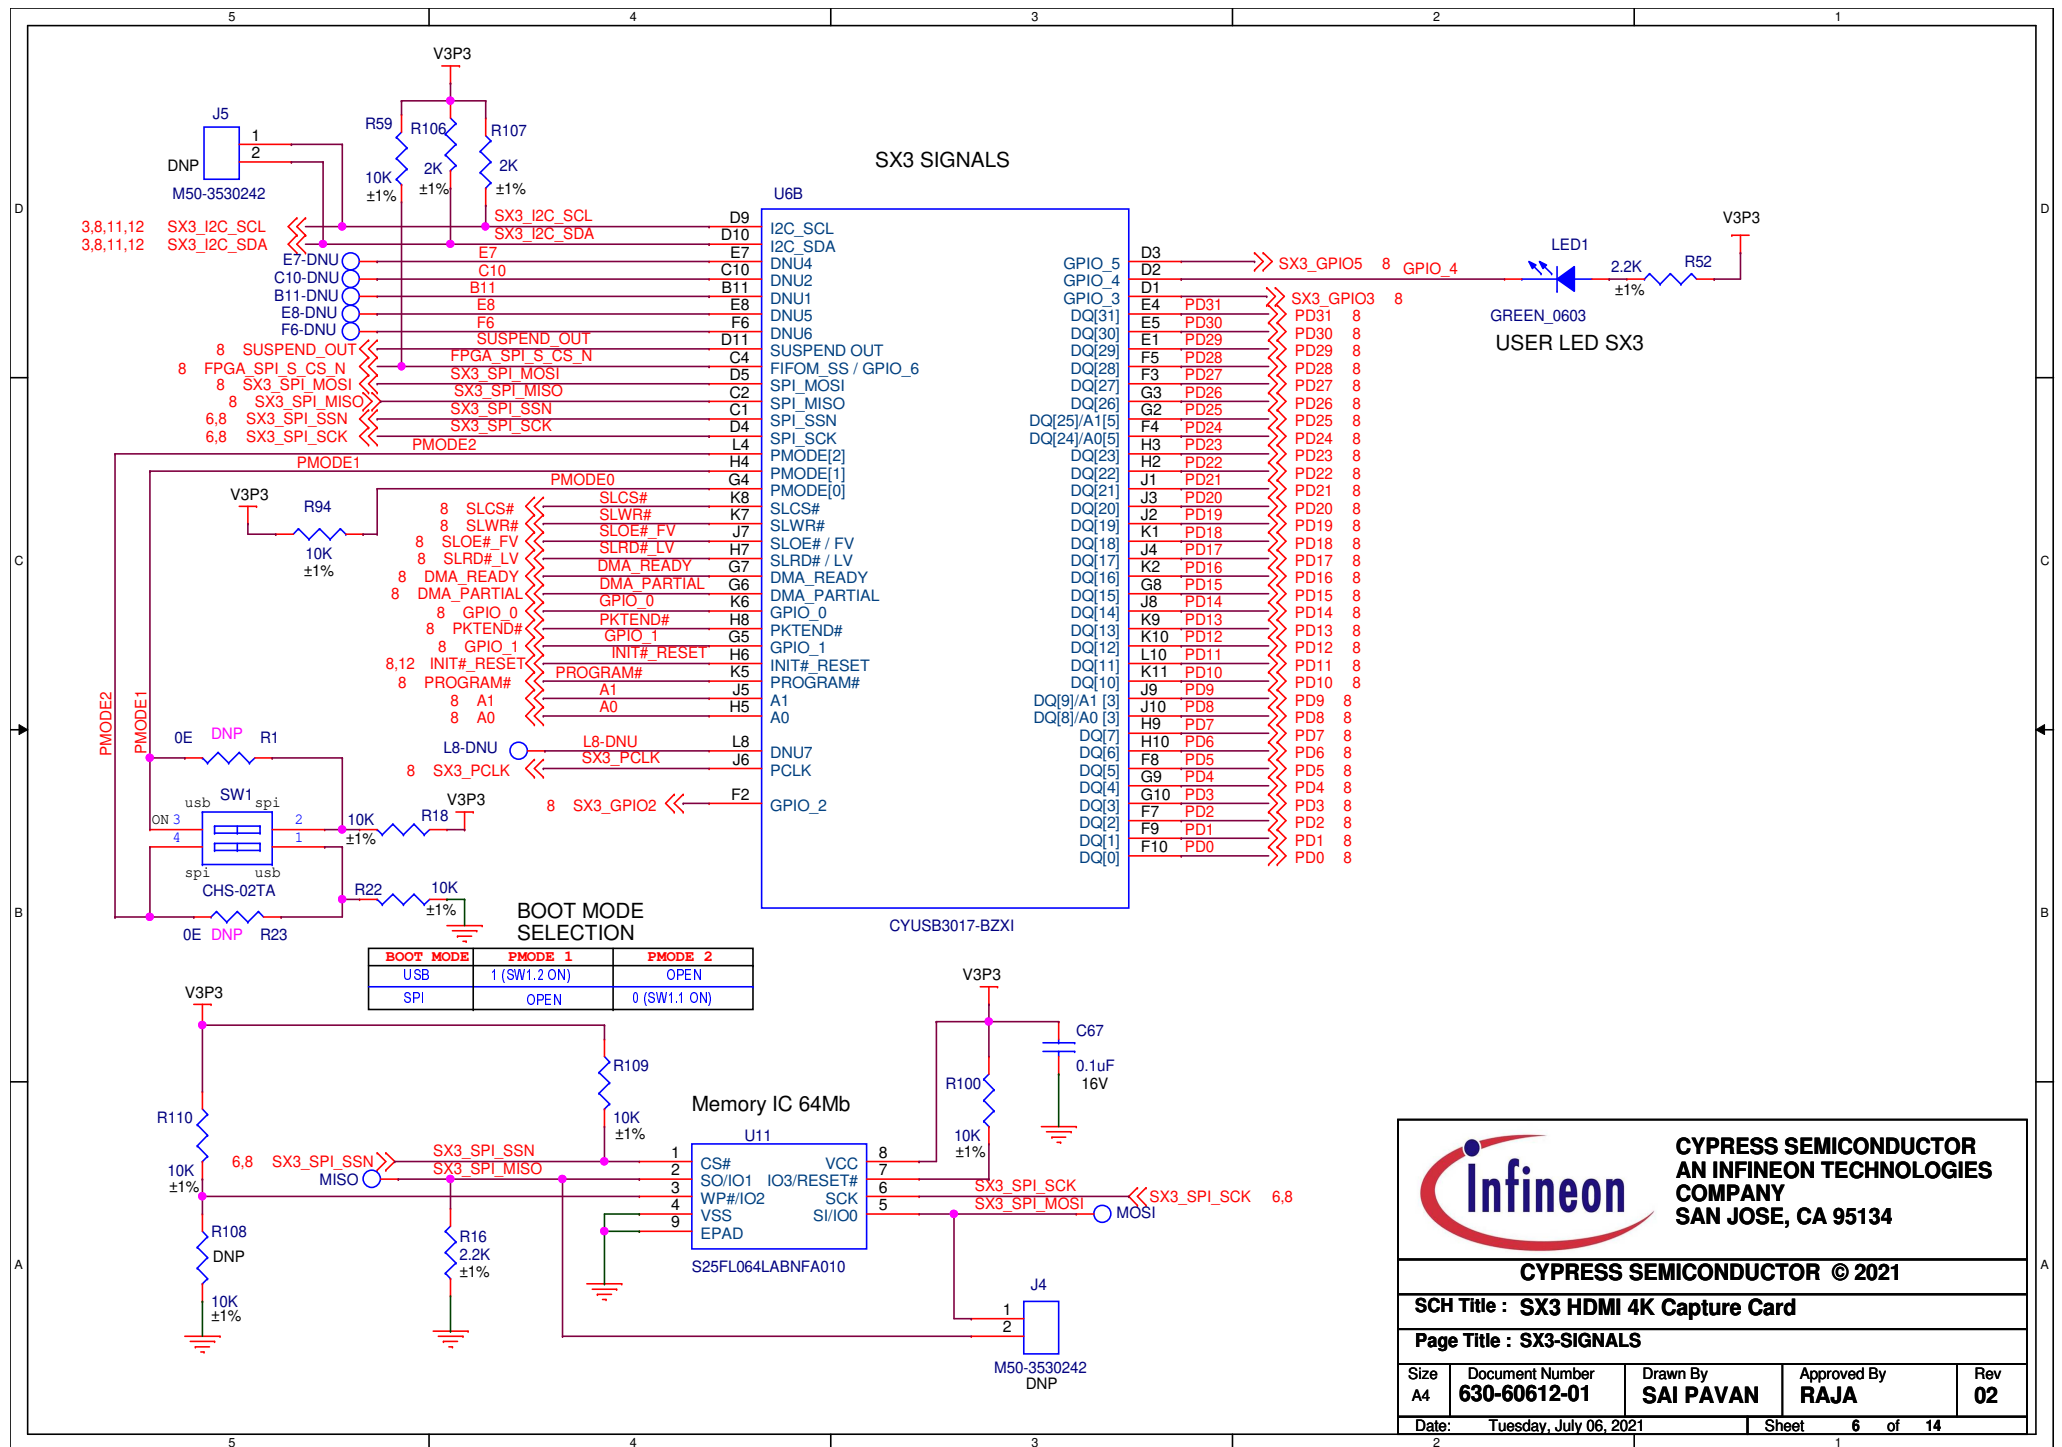 5 4 3 2 1
D
C
B
A
D
C
B
A
V3P3
J5
1
2
DNP
M50-3530242
R59
10K
±1%
R106
2K
±1%
R107
2K
±1%
SX3 SIGNALS
U6B
3,8,11,12 SX3_I2C_SCL SX3_I2C_SCL D9 I2C_SCL
3,8,11,12 SX3_I2C_SDA SX3_I2C_SDA D10 I2C_SDA
E7-DNU E7 E7 DNU4
C10-DNU C10 C10 DNU2
B11-DNU B11 B11 DNU1
E8-DNU E8 E8 DNU5
F6-DNU F6 F6 DNU6
8 SUSPEND_OUT SUSPEND_OUT D11 SUSPEND OUT
8 FPGA_SPI_S_CS_N FPGA_SPI_S_CS_N C4 FIFOM_SS / GPIO_6
8 SX3_SPI_MOSI SX3_SPI_MOSI D5 SPI_MOSI
8 SX3_SPI_MISO SX3_SPI_MISO C2 SPI_MISO
6,8 SX3_SPI_SSN SX3_SPI_SSN C1 SPI_SSN
6,8 SX3_SPI_SCK SX3_SPI_SCK D4 SPI_SCK
PMODE2 L4 PMODE[2]
PMODE1 H4 PMODE[1]
PMODE0 G4 PMODE[0]
V3P3
R94
10K
±1%
8 SLCS# SLCS# K8 SLCS#
8 SLWR# SLWR# K7 SLWR#
8 SLOE#_FV SLOE#_FV J7 SLOE# / FV
8 SLRD#_LV SLRD#_LV H7 SLRD# / LV
8 DMA_READY DMA_READY G7 DMA_READY
8 DMA_PARTIAL DMA_PARTIAL G6 DMA_PARTIAL
8 GPIO_0 GPIO_0 K6 GPIO_0
8 PKTEND# PKTEND# H8 PKTEND#
8 GPIO_1 GPIO_1 G5 GPIO_1
8,12 INIT#_RESET INIT#_RESET H6 INIT#_RESET
8 PROGRAM# PROGRAM# K5 PROGRAM#
8 A1 A1 J5 A1
8 A0 A0 H5 A0
L8-DNU L8-DNU L8 DNU7
8 SX3_PCLK SX3_PCLK J6 PCLK
8 SX3_GPIO2 F2 GPIO_2
GPIO_5 D3 SX3_GPIO5 8
GPIO_4 D2 GPIO_4
GPIO_3 D1 SX3_GPIO3 8
DQ[31] E4 PD31 PD31 8
DQ[30] E5 PD30 PD30 8
DQ[29] E1 PD29 PD29 8
DQ[28] F5 PD28 PD28 8
DQ[27] F3 PD27 PD27 8
DQ[26] G3 PD26 PD26 8
DQ[25]/A1[5] G2 PD25 PD25 8
DQ[24]/A0[5] F4 PD24 PD24 8
DQ[23] H3 PD23 PD23 8
DQ[22] H2 PD22 PD22 8
DQ[21] J1 PD21 PD21 8
DQ[20] J3 PD20 PD20 8
DQ[19] J2 PD19 PD19 8
DQ[18] K1 PD18 PD18 8
DQ[17] J4 PD17 PD17 8
DQ[16] K2 PD16 PD16 8
DQ[15] G8 PD15 PD15 8
DQ[14] J8 PD14 PD14 8
DQ[13] K9 PD13 PD13 8
DQ[12] K10 PD12 PD12 8
DQ[11] L10 PD11 PD11 8
DQ[10] K11 PD10 PD10 8
DQ[9]/A1 [3] J9 PD9 PD9 8
DQ[8]/A0 [3] J10 PD8 PD8 8
DQ[7] H9 PD7 PD7 8
DQ[6] H10 PD6 PD6 8
DQ[5] F8 PD5 PD5 8
DQ[4] G9 PD4 PD4 8
DQ[3] G10 PD3 PD3 8
DQ[2] F7 PD2 PD2 8
DQ[1] F9 PD1 PD1 8
DQ[0] F10 PD0 PD0 8
CYUSB3017-BZXI
LED1
GREEN_0603
USER LED SX3
2.2K
±1%
R52
V3P3
PMODE2
PMODE1
0E DNP R1
SW1
usb spi
ON 3 2
4 1
spi usb
CHS-02TA
0E DNP R23
10K
±1%
R18
V3P3
R22
10K
±1%
BOOT MODE
SELECTION
BOOT MODE PMODE 1 PMODE 2
USB 1 (SW1.2 ON) OPEN
SPI OPEN 0 (SW1.1 ON)
V3P3
R110
10K
±1%
R108
DNP
10K
±1%
R109
10K
±1%
6,8 SX3_SPI_SSN SX3_SPI_SSN
MISO SX3_SPI_MISO
R16
2.2K
±1%
Memory IC 64Mb
U11
1 CS# VCC 8
2 SO/IO1 IO3/RESET# 7
3 WP#/IO2 SCK 6
4 VSS SI/IO0 5
9 EPAD
S25FL064LABNFA010
V3P3
R100
10K
±1%
C67
0.1uF
16V
SX3_SPI_SCK SX3_SPI_SCK 6,8
SX3_SPI_MOSI MOSI
J4
1
2
M50-3530242
DNP
Infineon
CYPRESS SEMICONDUCTOR
AN INFINEON TECHNOLOGIES
COMPANY
SAN JOSE, CA 95134
CYPRESS SEMICONDUCTOR © 2021
SCH Title : SX3 HDMI 4K Capture Card
Page Title : SX3-SIGNALS
Size Document Number Drawn By Approved By Rev
A4 630-60612-01 SAI PAVAN RAJA 02
Date: Tuesday, July 06, 2021 Sheet 6 of 14
5 4 3 2 1